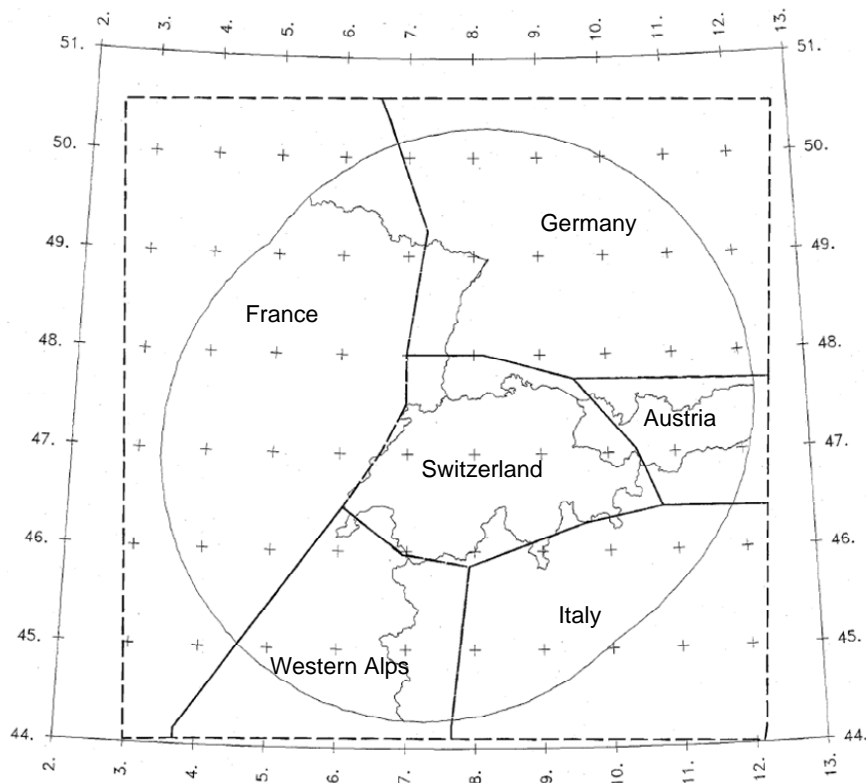 2. 3. 4. 5. 6. 7. 8. 9. 10. 11. 12. 13.
51. 51.
50. 50.
Germany
49. 49.
France
48. 48.
Austria
47. 47.
Switzerland
46. 46.
Italy
45. 45.
Western Alps
44. 44.
2. 3. 4. 5. 6. 7. 8. 9. 10. 11. 12. 13.